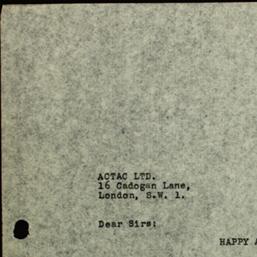 ACTAC LTD.
16 Cadogan Lane,
London, S.W. 1.
Dear Sirs:
HAPPY A